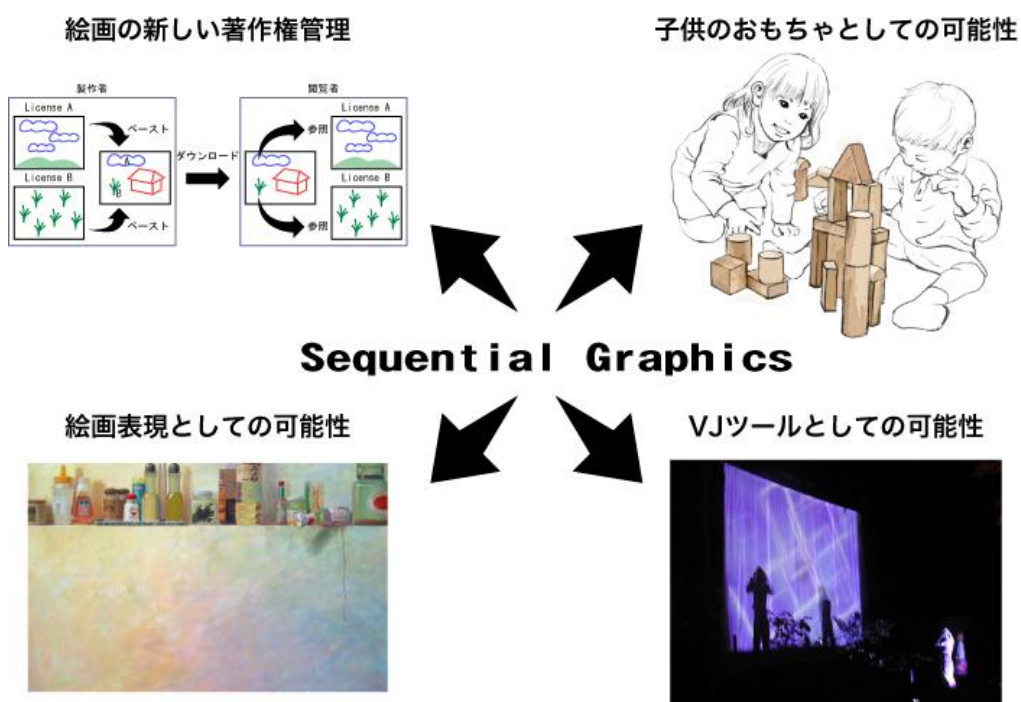 絵画の新しい著作権管理
子供のおもちゃとしての可能性
製作者
閲覧者
License A
License A
ペースト
参照
ダウンロード
A
License B
B
License B
ペースト
参照
Sequential Graphics
絵画表現としての可能性
VJツールとしての可能性